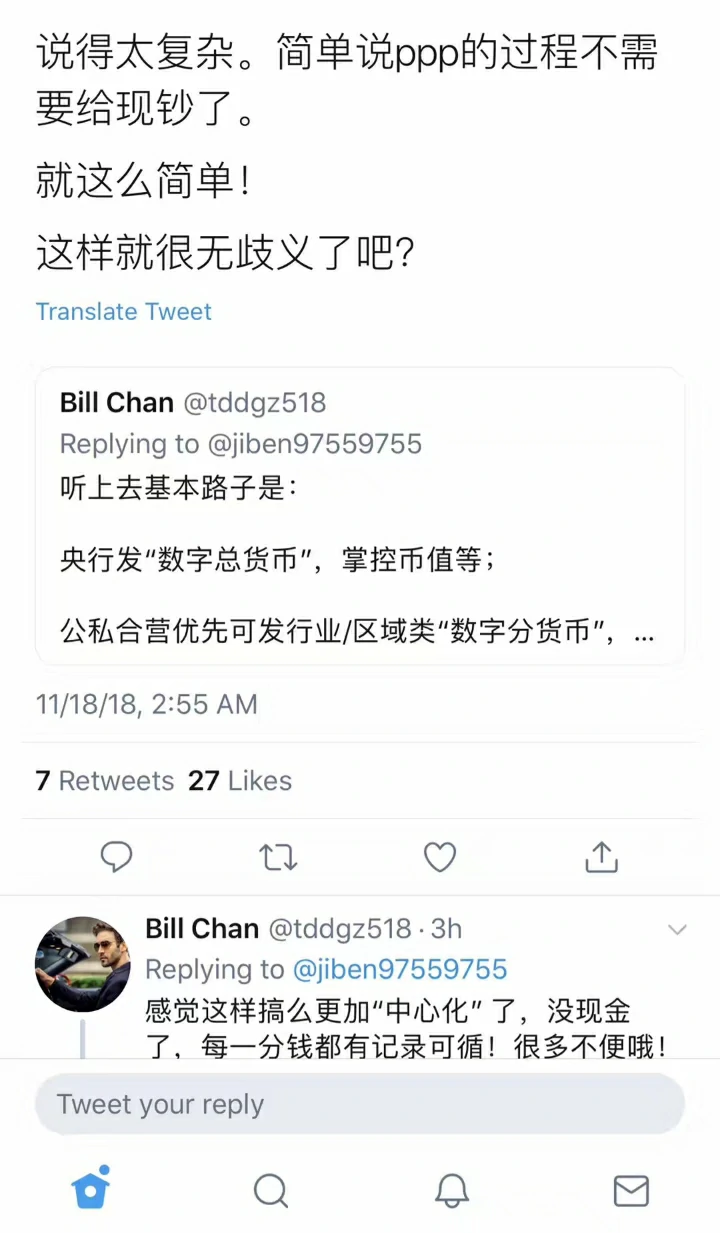 说得太复杂。简单说ppp的过程不需
要给现钞了。
就这么简单！
这样就很无歧义了吧？
Translate Tweet
Bill Chan @tddgz518
Replying to @jiben97559755
听上去基本路子是：
央行发“数字总货币”，掌控币值等；
公私合营优先可发行业/区域类“数字分货币”，...
11/18/18, 2:55 AM
7 Retweets 27 Likes
Bill Chan @tddgz518 · 3h
Replying to @jiben97559755
感觉这样搞么更加“中心化” 了，没现金
了，每一分钱都有记录可循！很多不便哦！
Tweet your reply